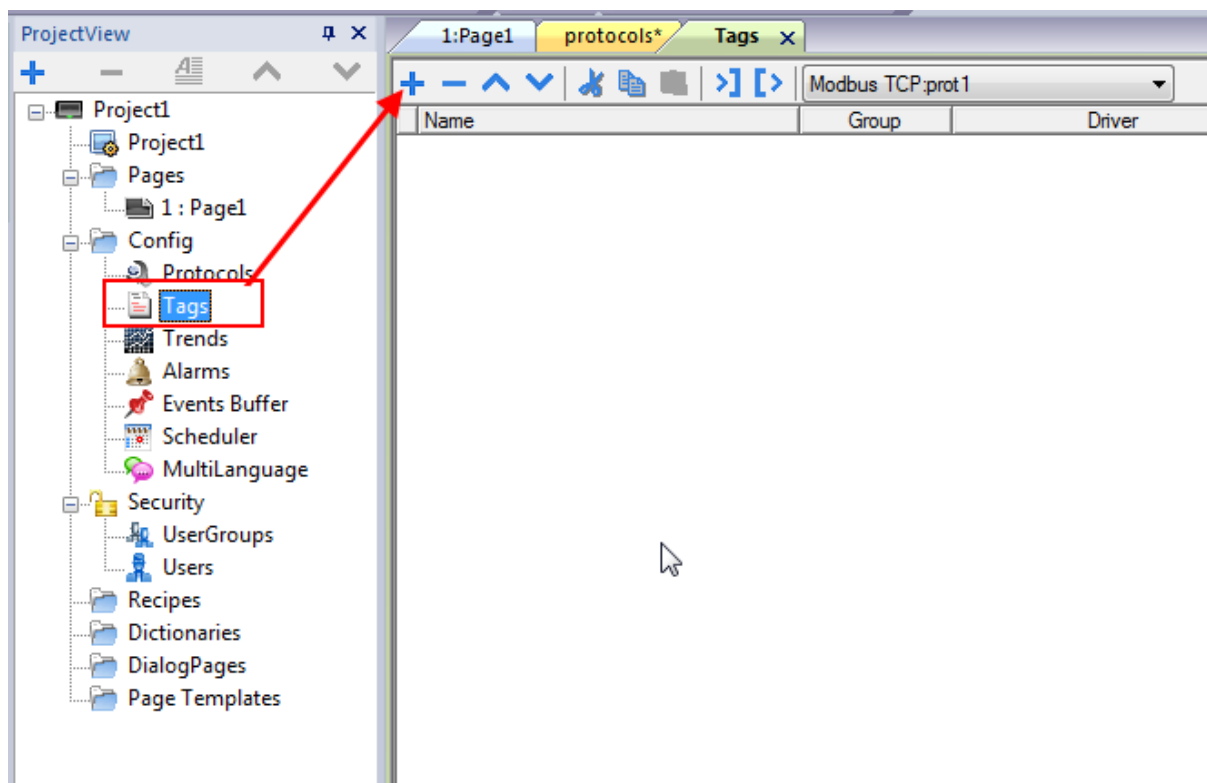 ProjectView
Project1
Project1
Pages
1 : Page1
Config
Protocols
Tags
Trends
Alarms
Events Buffer
Scheduler
MultiLanguage
Security
UserGroups
Users
Recipes
Dictionaries
DialogPages
Page Templates
1:Page1 protocols* Tags
Modbus TCP:prot1
Name Group Driver